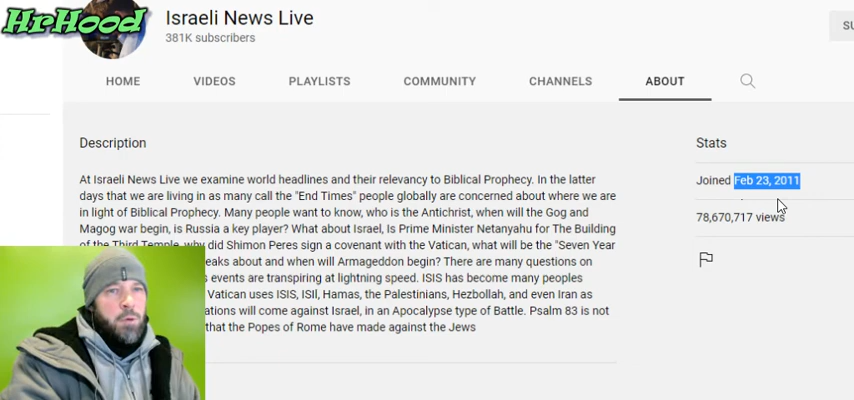 HrHood
Israeli News Live
381K subscribers
SU
HOME VIDEOS PLAYLISTS COMMUNITY CHANNELS ABOUT
Description
Stats
At Israeli News Live we examine world headlines and their relevancy to Biblical Prophecy. In the latter
days that we are living in as many call the "End Times" people globally are concerned about where we are
in light of Biblical Prophecy. Many people want to know, who is the Antichrist, when will the Gog and
Magog war begin, is Russia a key player? What about Israel, Is Prime Minister Netanyahu for The Building
of the Third Temple, why did Shimon Peres sign a covenant with the Vatican, what will be the "Seven Year
eaks about and when will Armageddon begin? There are many questions on
s events are transpiring at lightning speed. ISIS has become many peoples
Vatican uses ISIS, ISIl, Hamas, the Palestinians, Hezbollah, and even Iran as
ations will come against Israel, in an Apocalypse type of Battle. Psalm 83 is not
that the Popes of Rome have made against the Jews
Joined Feb 23, 2011
78,670,717 views